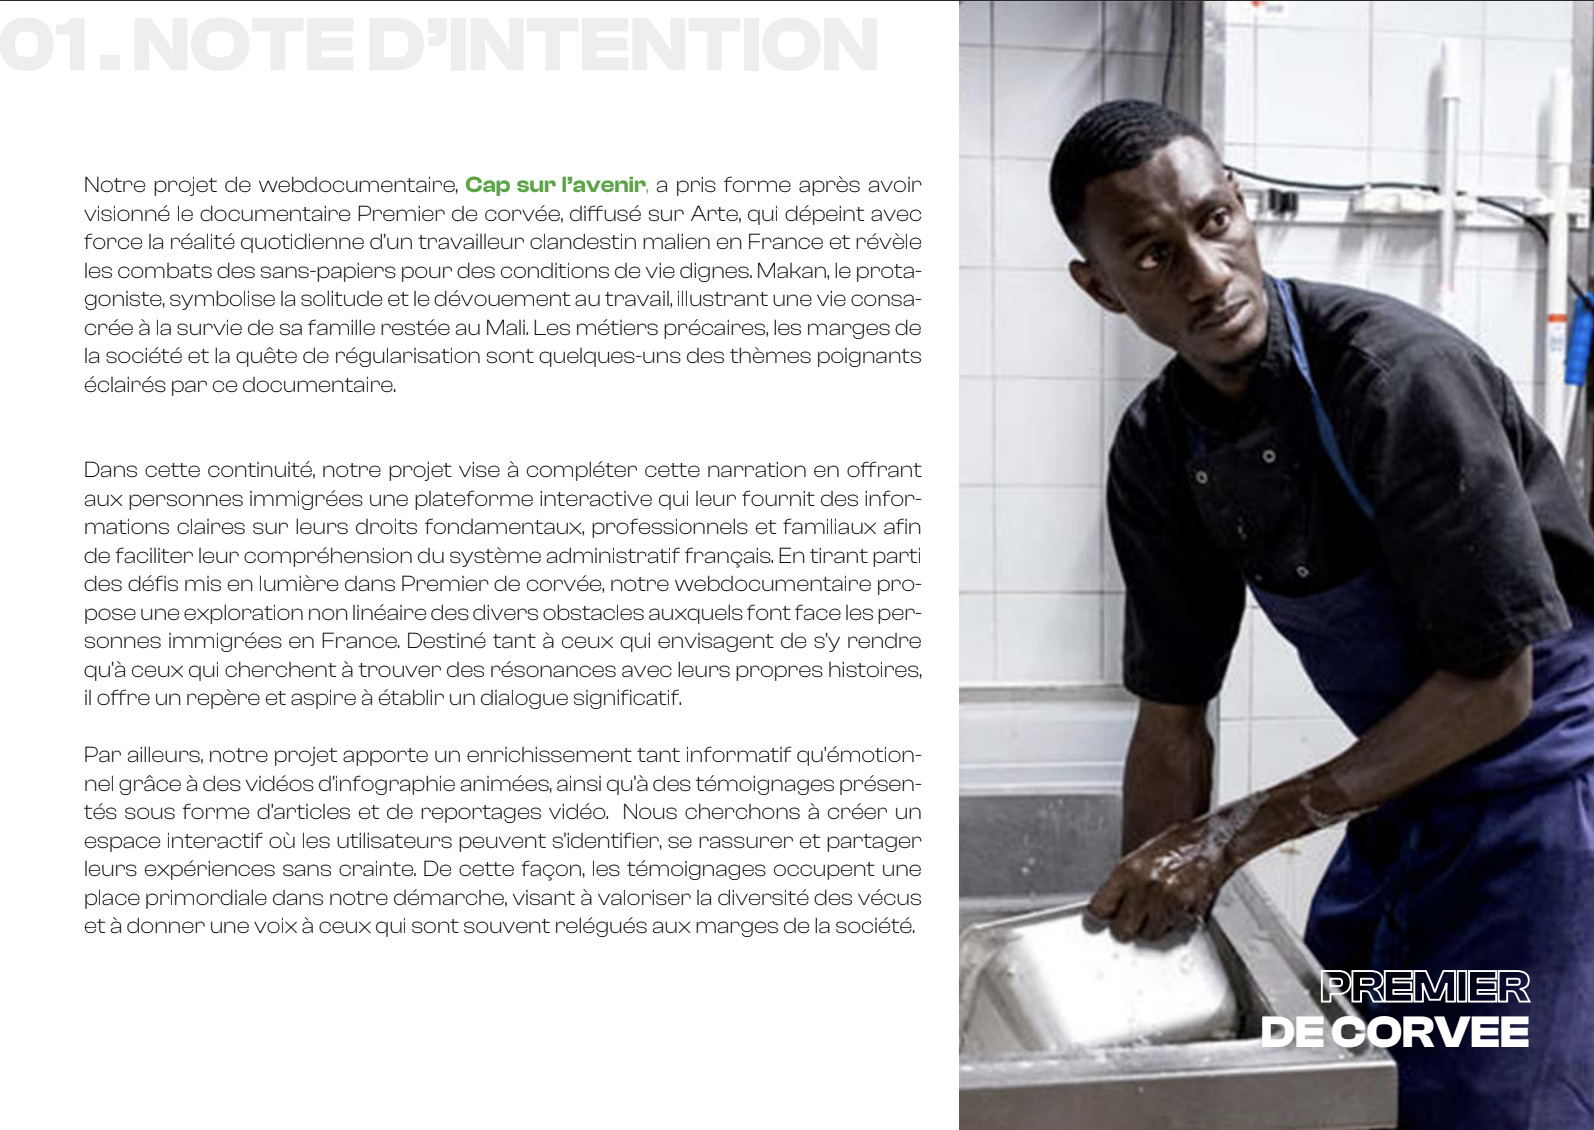 01. NOTE D’INTENTION
Notre projet de webdocumentaire, Cap sur l’avenir, a pris forme après avoir
visionné le documentaire Premier de corvée, diffusé sur Arte, qui dépeint avec
force la réalité quotidienne d’un travailleur clandestin malien en France et révèle
les combats des sans-papiers pour des conditions de vie dignes. Makan, le prota-
goniste, symbolise la solitude et le dévouement au travail, illustrant une vie consa-
crée à la survie de sa famille restée au Mali. Les métiers précaires, les marges de
la société et la quête de régularisation sont quelques-uns des thèmes poignants
éclairés par ce documentaire.
Dans cette continuité, notre projet vise à compléter cette narration en offrant
aux personnes immigrées une plateforme interactive qui leur fournit des infor-
mations claires sur leurs droits fondamentaux, professionnels et familiaux afin
de faciliter leur compréhension du système administratif français. En tirant parti
des défis mis en lumière dans Premier de corvée, notre webdocumentaire pro-
pose une exploration non linéaire des divers obstacles auxquels font face les per-
sonnes immigrées en France. Destiné tant à ceux qui envisagent de s’y rendre
qu’à ceux qui cherchent à trouver des résonances avec leurs propres histoires,
il offre un repère et aspire à établir un dialogue significatif.
Par ailleurs, notre projet apporte un enrichissement tant informatif qu’émotion-
nel grâce à des vidéos d’infographie animées, ainsi qu’à des témoignages présen-
tés sous forme d’articles et de reportages vidéo. Nous cherchons à créer un
espace interactif où les utilisateurs peuvent s’identifier, se rassurer et partager
leurs expériences sans crainte. De cette façon, les témoignages occupent une
place primordiale dans notre démarche, visant à valoriser la diversité des vécus
et à donner une voix à ceux qui sont souvent relégués aux marges de la société.
PREMIER
DE CORVEE